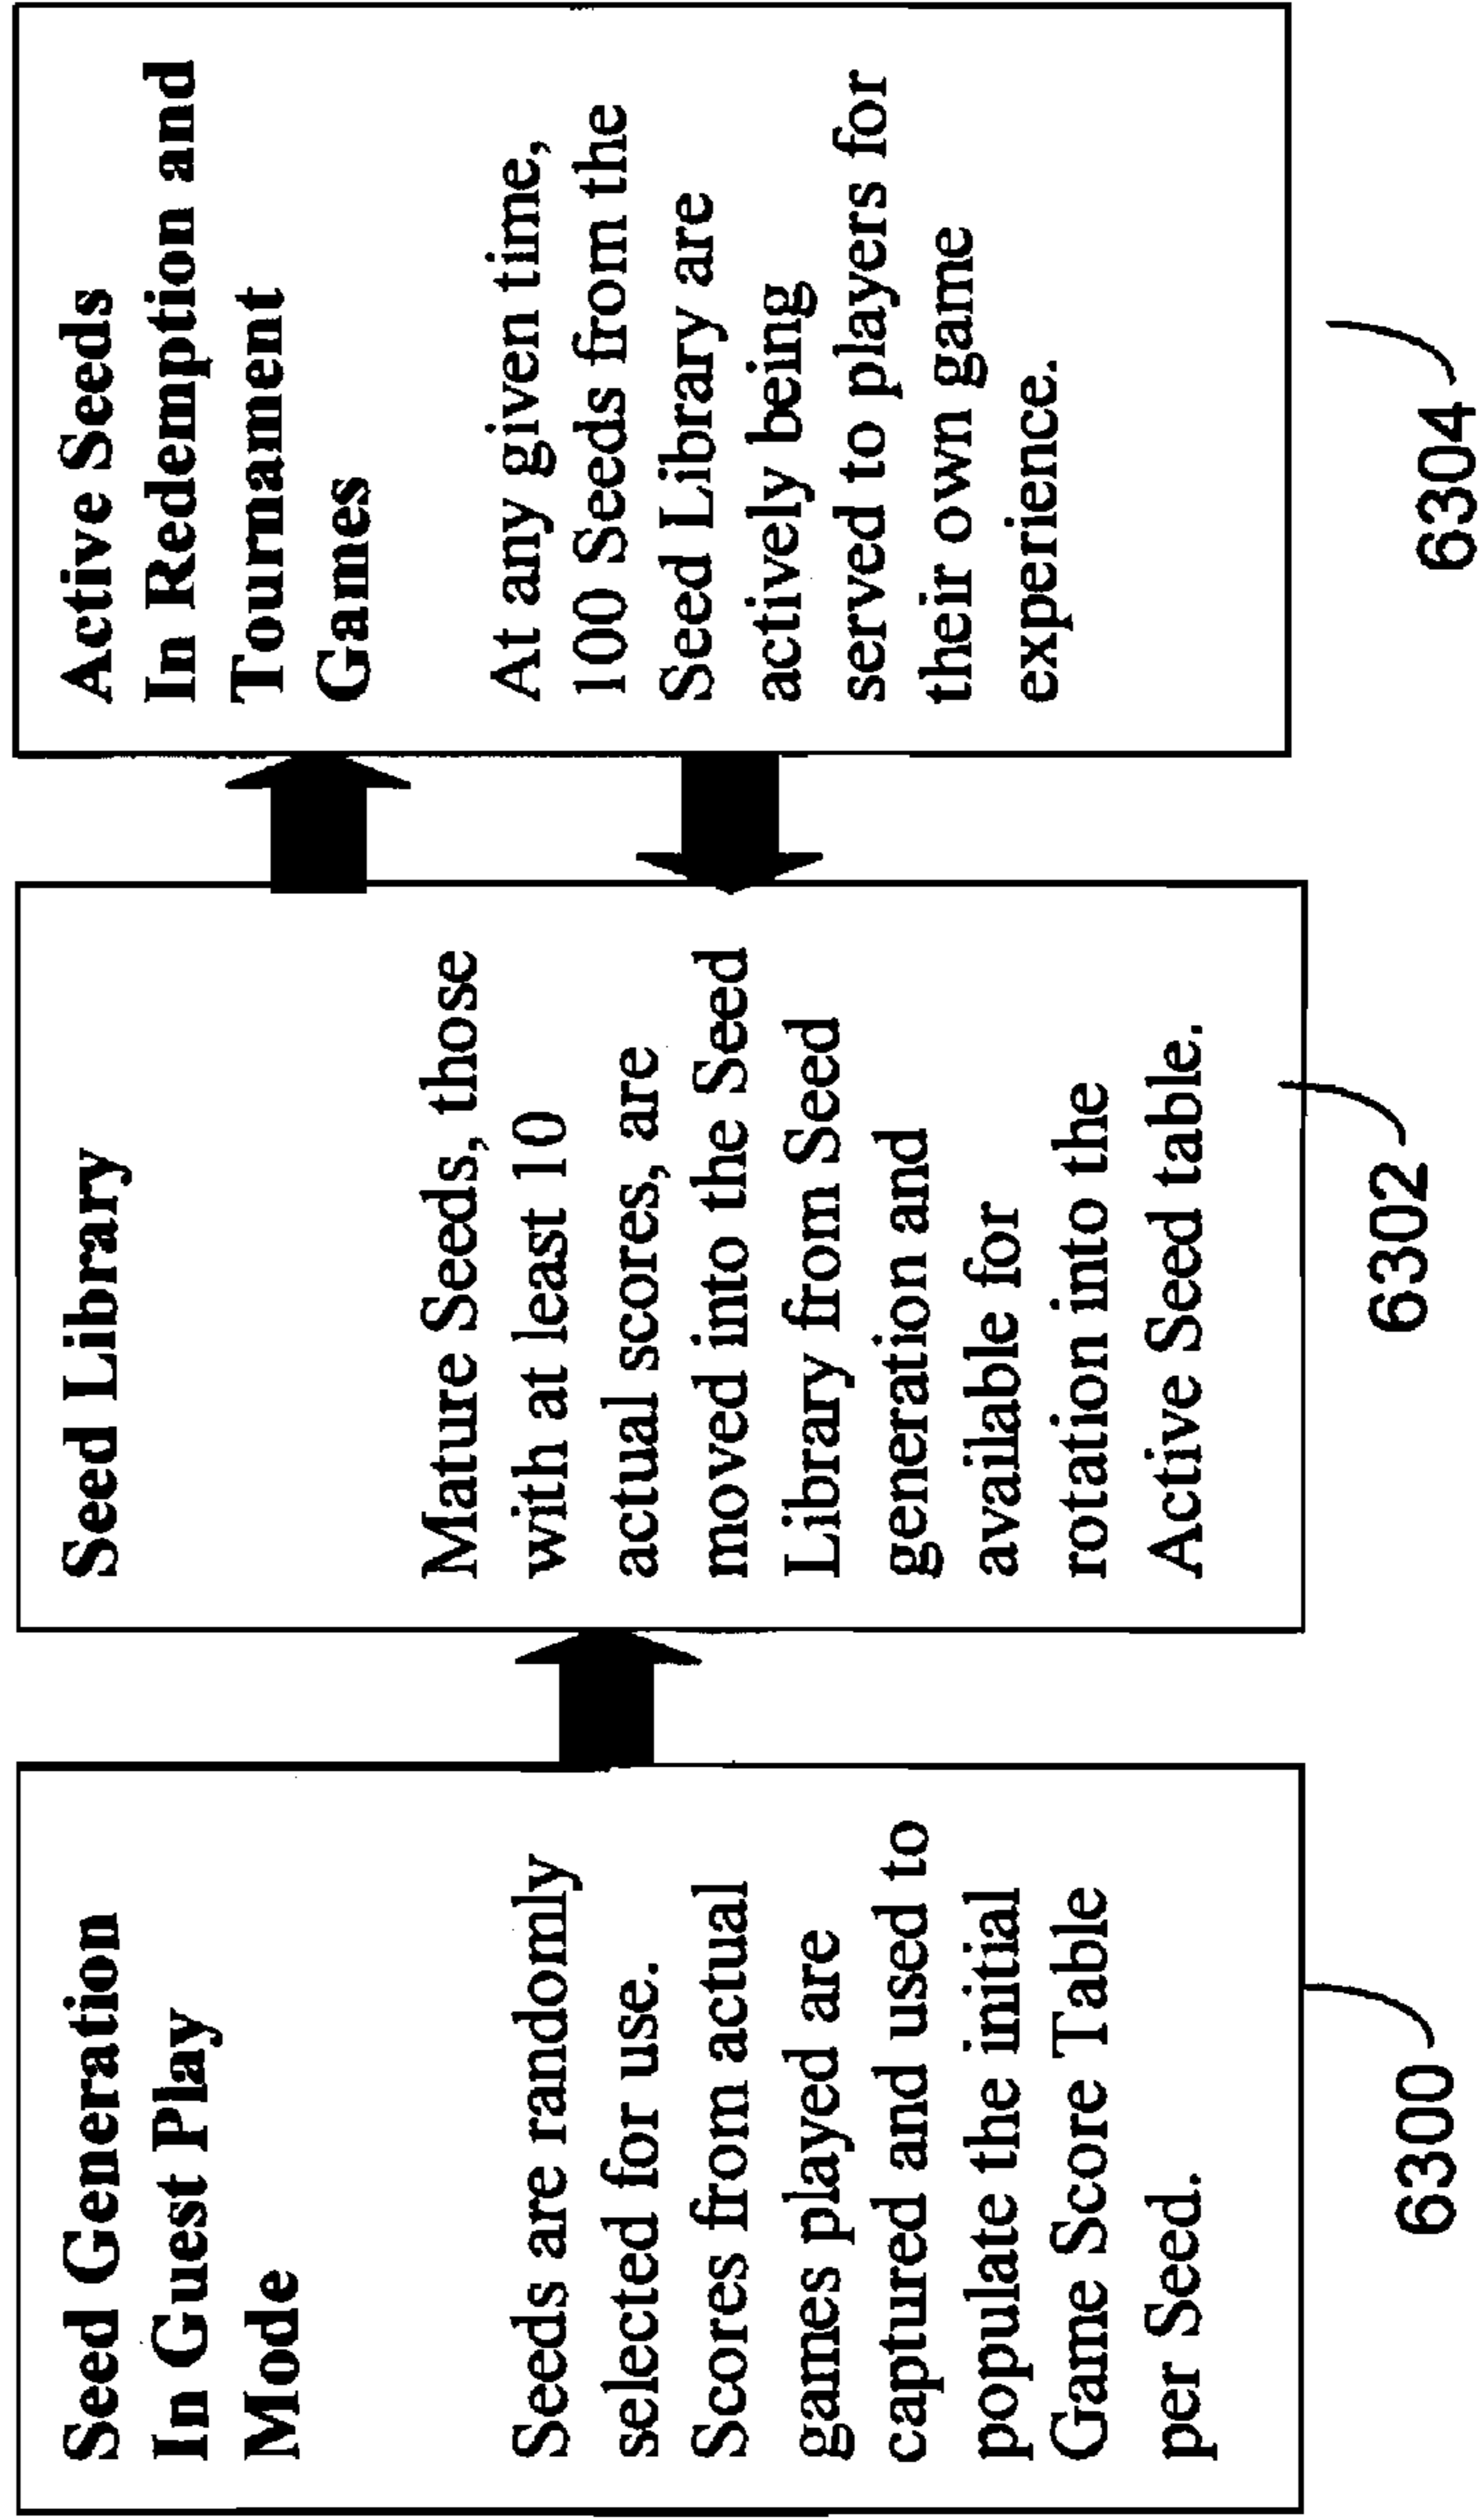 Seed Generation
In Guest Play
Mode
Seeds are randomly
selected for use.
Scores from actual
games played are
captured and used to
populate the initial
Game Score Table
per Seed.
6300
Seed Library
Mature Seeds, those
with at least 10
actual scores, are
moved into the Seed
Library from Seed
generation and
available for
rotation into the
Active Seed table.
6302
Active Seeds
In Redemption and
Tournament
Games
At any given time,
100 Seeds from the
Seed Library are
actively being
served to players for
their own game
experience.
6304